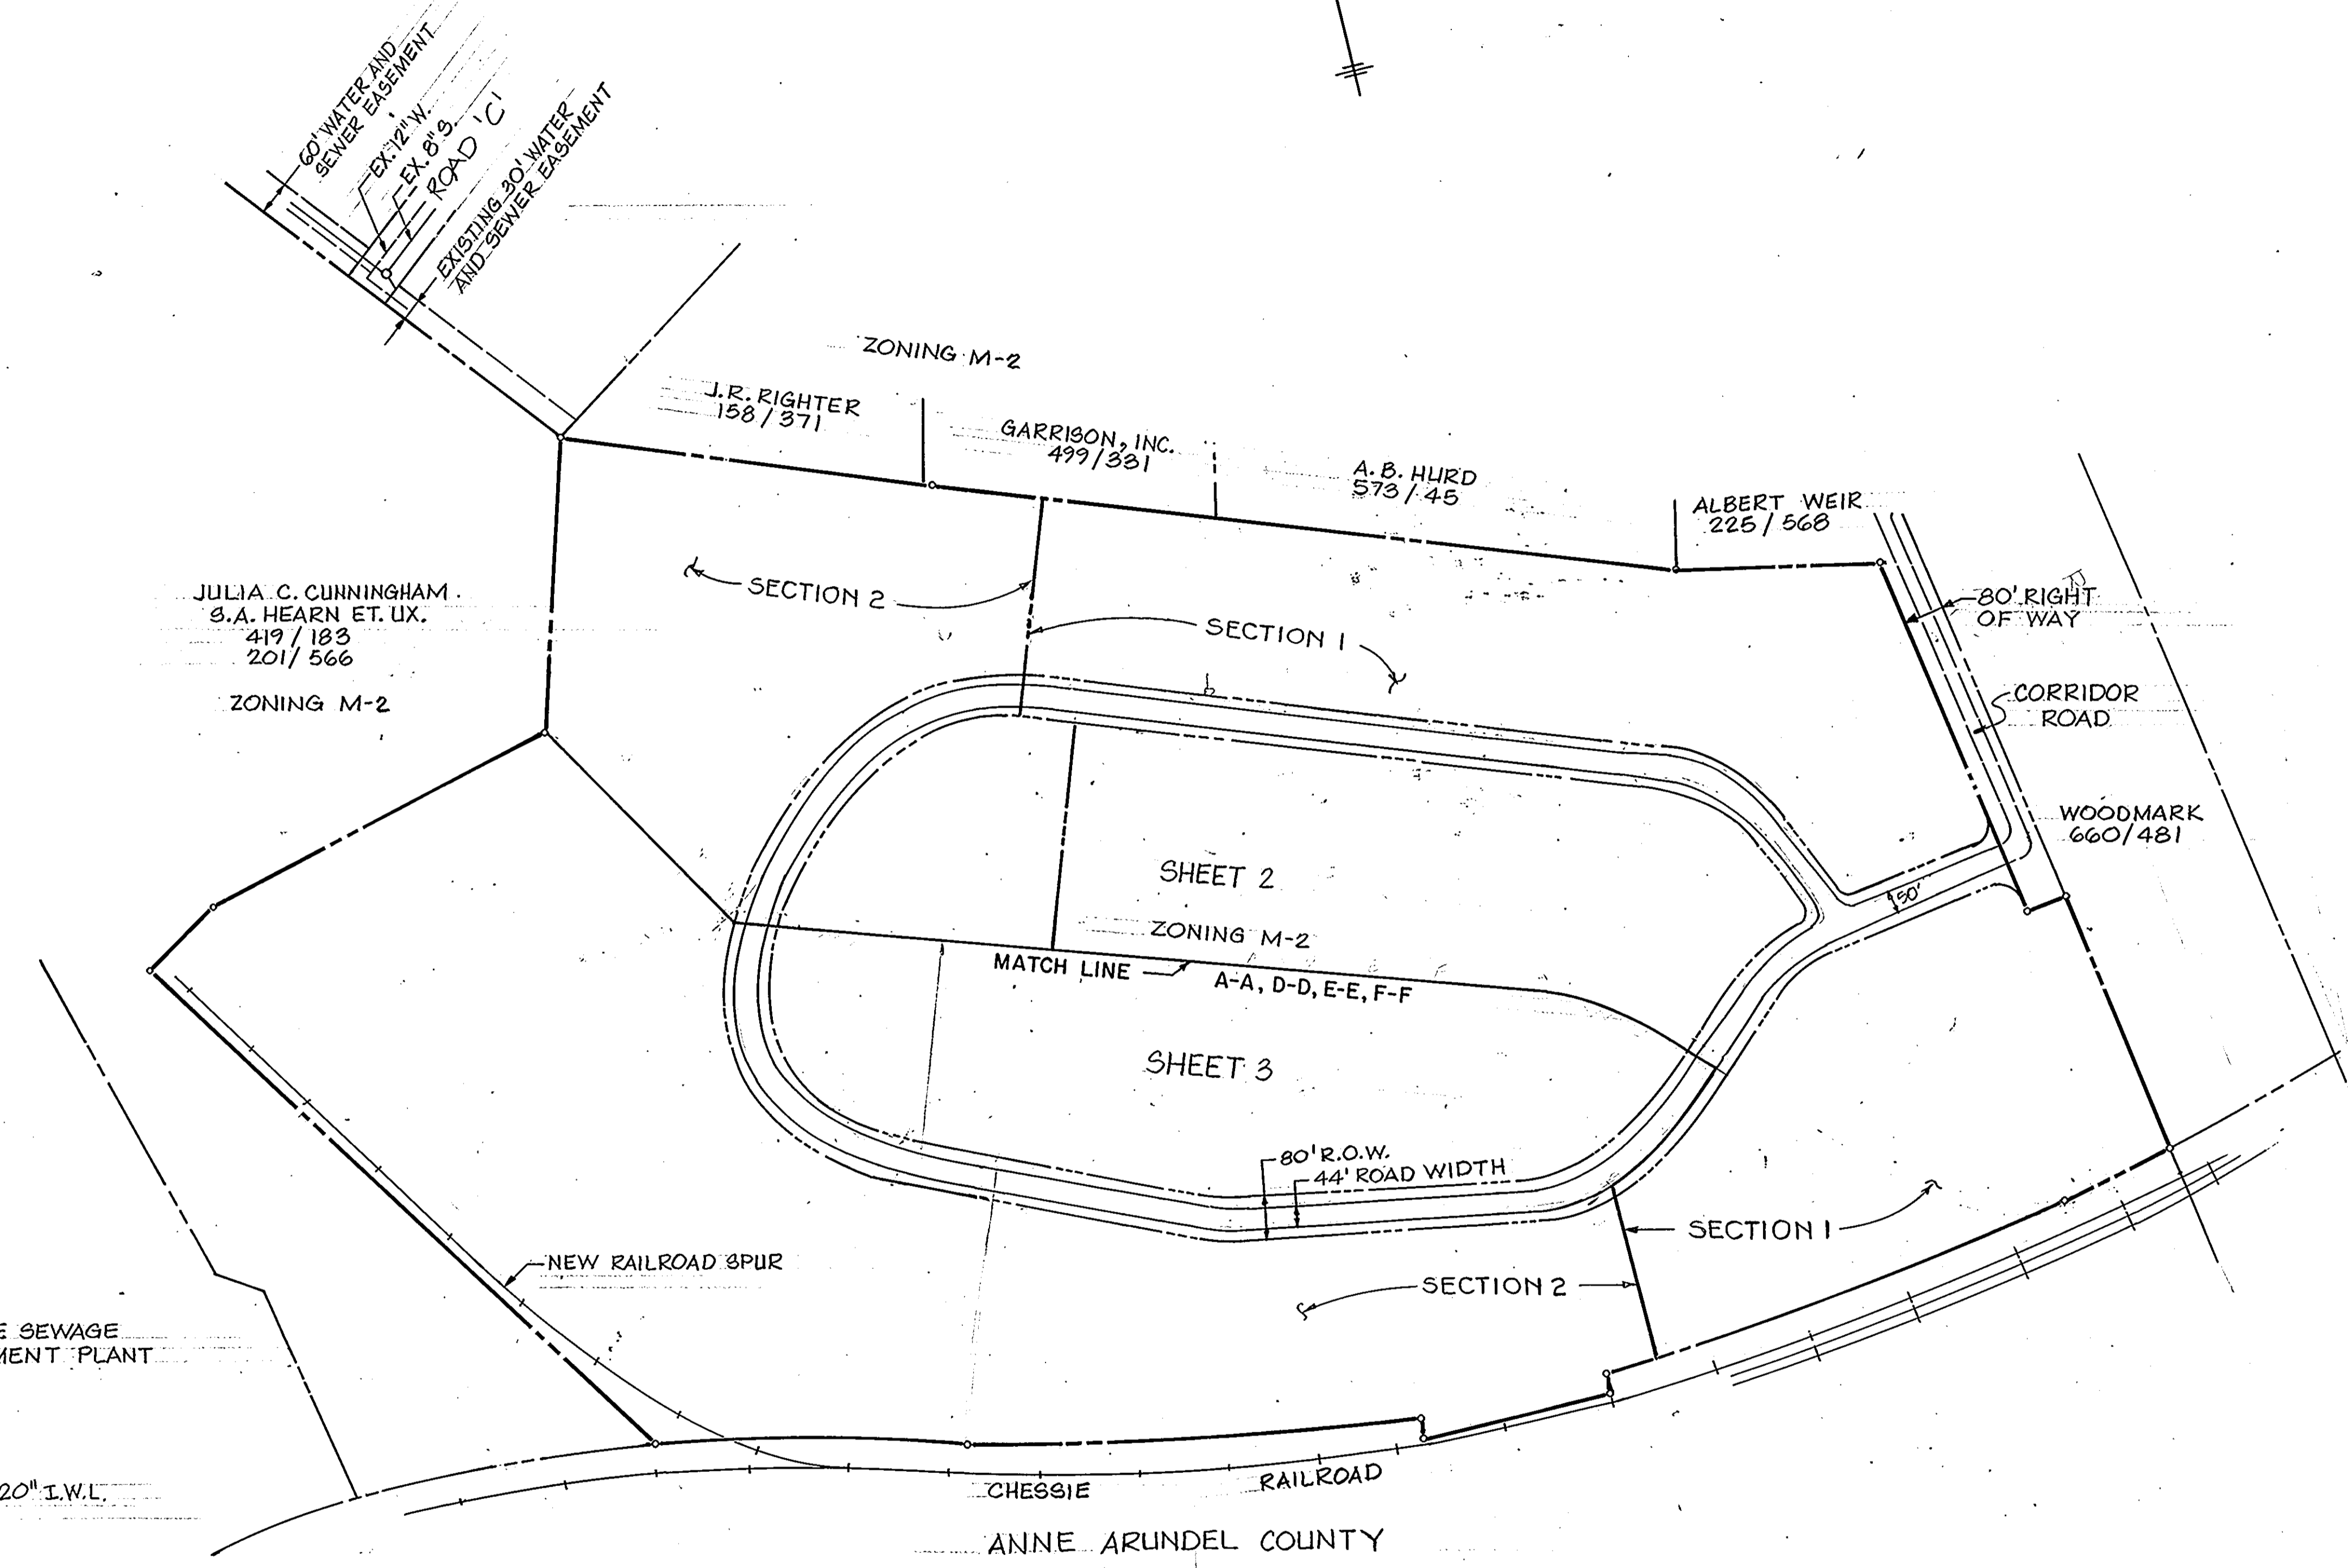 60' WATER AND
SEWER EASEMENT
EX. 12" W.
EX. 8" S.
ROAD 'C'
EXISTING 30' WATER
AND SEWER EASEMENT
ZONING M-2
J.R. RIGHTER
158/371
GARRISON, INC.
499/331
A.B. HURD
573/45
ALBERT WEIR
225/568
JULIA C. CUNNINGHAM
S.A. HEARN ET. UX.
419/183
201/566
ZONING M-2
SECTION 2
SECTION 1
80' RIGHT
OF WAY
CORRIDOR
ROAD
WOODMARK
660/481
50'
SHEET 2
ZONING M-2
MATCH LINE
A-A, D-D, E-E, F-F
SHEET 3
80' R.O.W.
44' ROAD WIDTH
SECTION 1
SECTION 2
NEW RAILROAD SPUR
SEWAGE
PLANT
20" I.W.L.
CHESSIE
RAILROAD
ANNE ARUNDEL COUNTY